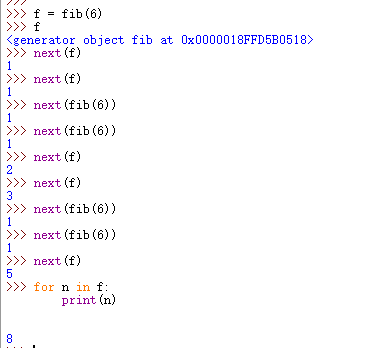 >>>
>>> f = fib(6)
>>> f
<generator object fib at 0x0000018FFD5B0518>
>>> next(f)
1
>>> next(f)
1
>>> next(fib(6))
1
>>> next(fib(6))
1
>>> next(f)
2
>>> next(f)
3
>>> next(fib(6))
1
>>> next(fib(6))
1
>>> next(f)
5
>>> for n in f:
        print(n)
8